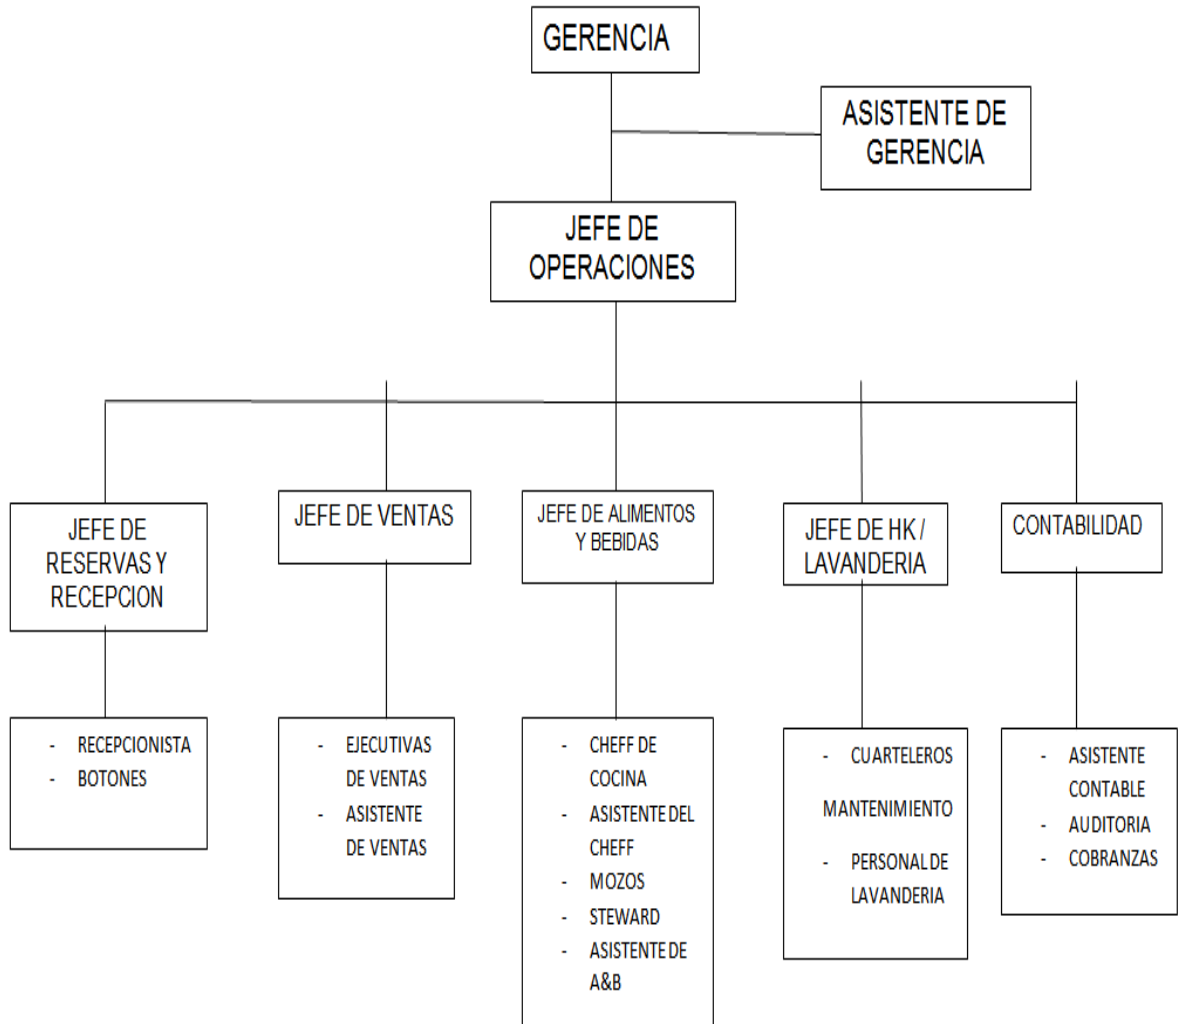 GERENCIA
ASISTENTE DE
GERENCIA
JEFE DE
OPERACIONES
JEFE DE
RESERVAS Y
RECEPCION
JEFE DE VENTAS
JEFE DE ALIMENTOS
Y BEBIDAS
JEFE DE HK /
LAVANDERIA
CONTABILIDAD
- RECEPCIONISTA
- BOTONES
- EJECUTIVAS
DE VENTAS
- ASISTENTE
DE VENTAS
- CHEFF DE
COCINA
- ASISTENTE DEL
CHEFF
- MOZOS
- STEWARD
- ASISTENTE DE
A&B
- CUARTELEROS
MANTENIMIENTO
- PERSONAL DE
LAVANDERIA
- ASISTENTE
CONTABLE
- AUDITORIA
- COBRANZAS